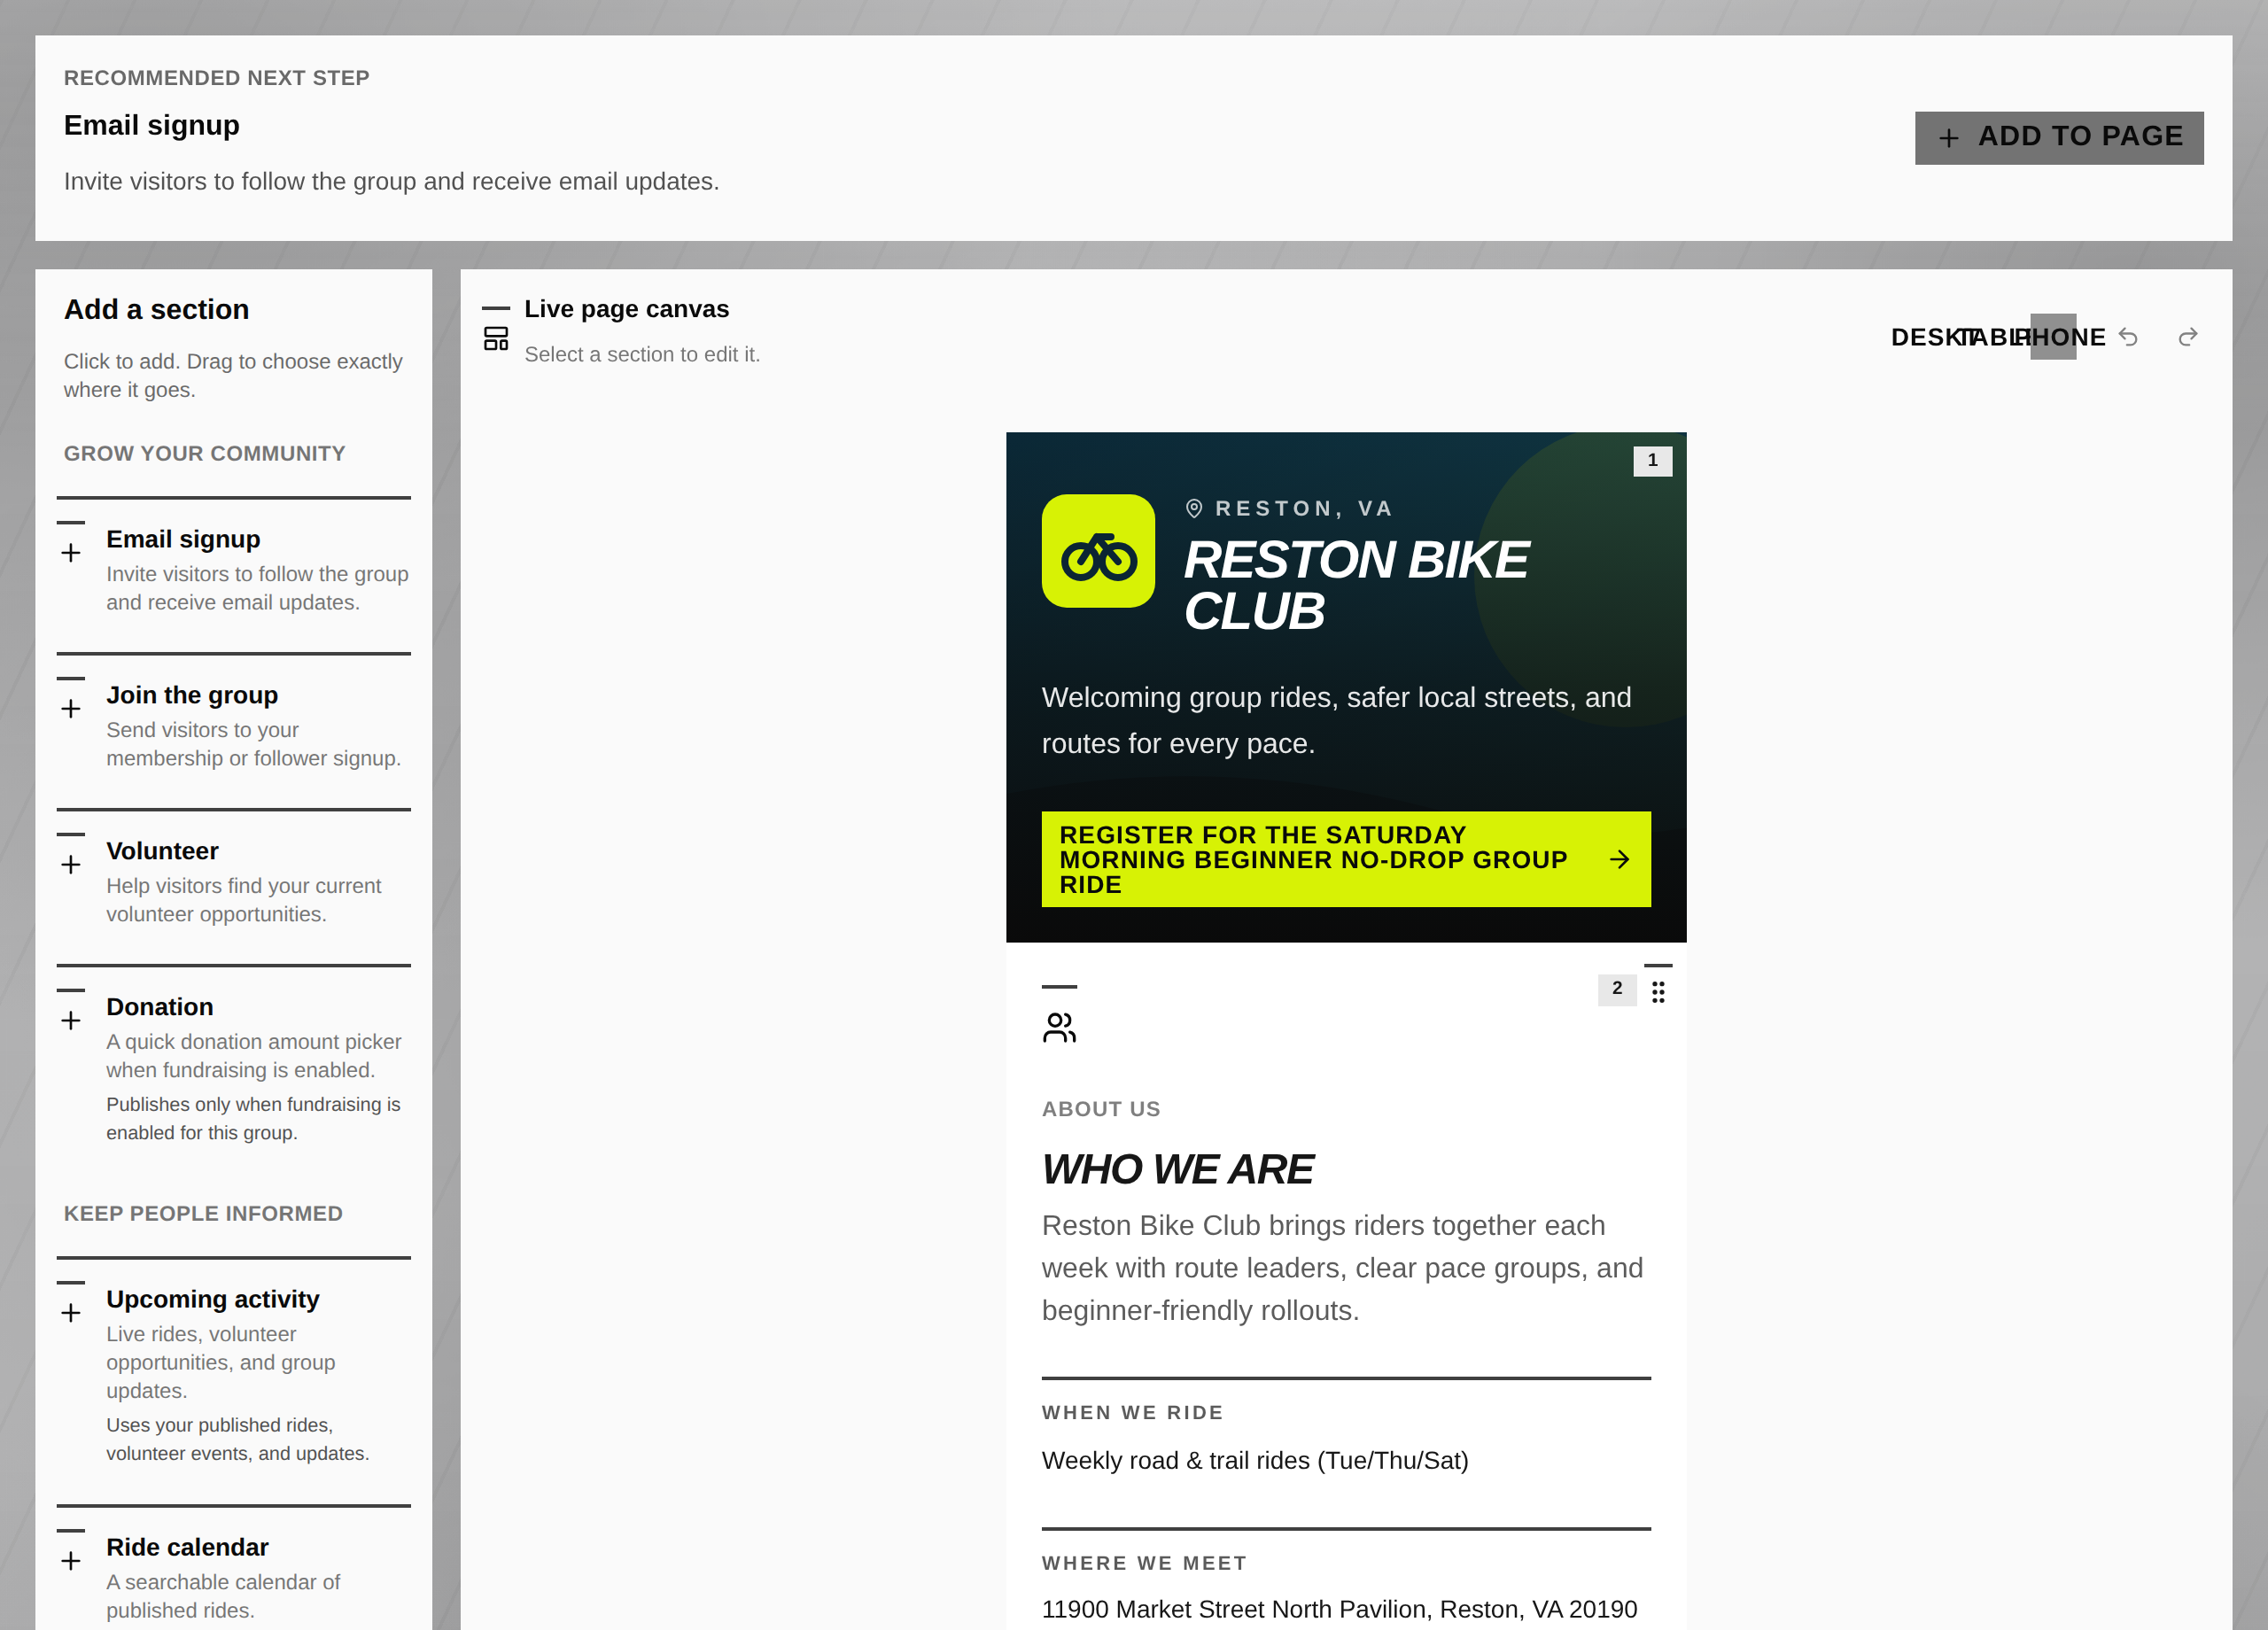 RECOMMENDED NEXT STEP
Email signup
Invite visitors to follow the group and receive email updates.
ADD TO PAGE
Add a section
Click to add. Drag to choose exactly
where it goes.
GROW YOUR COMMUNITY
Email signup
Invite visitors to follow the group
and receive email updates.
Join the group
Send visitors to your
membership or follower signup.
Volunteer
Help visitors find your current
volunteer opportunities.
Donation
A quick donation amount picker
when fundraising is enabled.
Publishes only when fundraising is
enabled for this group.
KEEP PEOPLE INFORMED
Upcoming activity
Live rides, volunteer
opportunities, and group
updates.
Uses your published rides,
volunteer events, and updates.
Ride calendar
A searchable calendar of
published rides.
Live page canvas
Select a section to edit it.
PHONE
1
RESTON, VA
RESTON BIKE
CLUB
Welcoming group rides, safer local streets, and
routes for every pace.
REGISTER FOR THE SATURDAY
MORNING BEGINNER NO-DROP GROUP
RIDE
2
ABOUT US
WHO WE ARE
Reston Bike Club brings riders together each
week with route leaders, clear pace groups, and
beginner-friendly rollouts.
WHEN WE RIDE
Weekly road & trail rides (Tue/Thu/Sat)
WHERE WE MEET
11900 Market Street North Pavilion, Reston, VA 20190